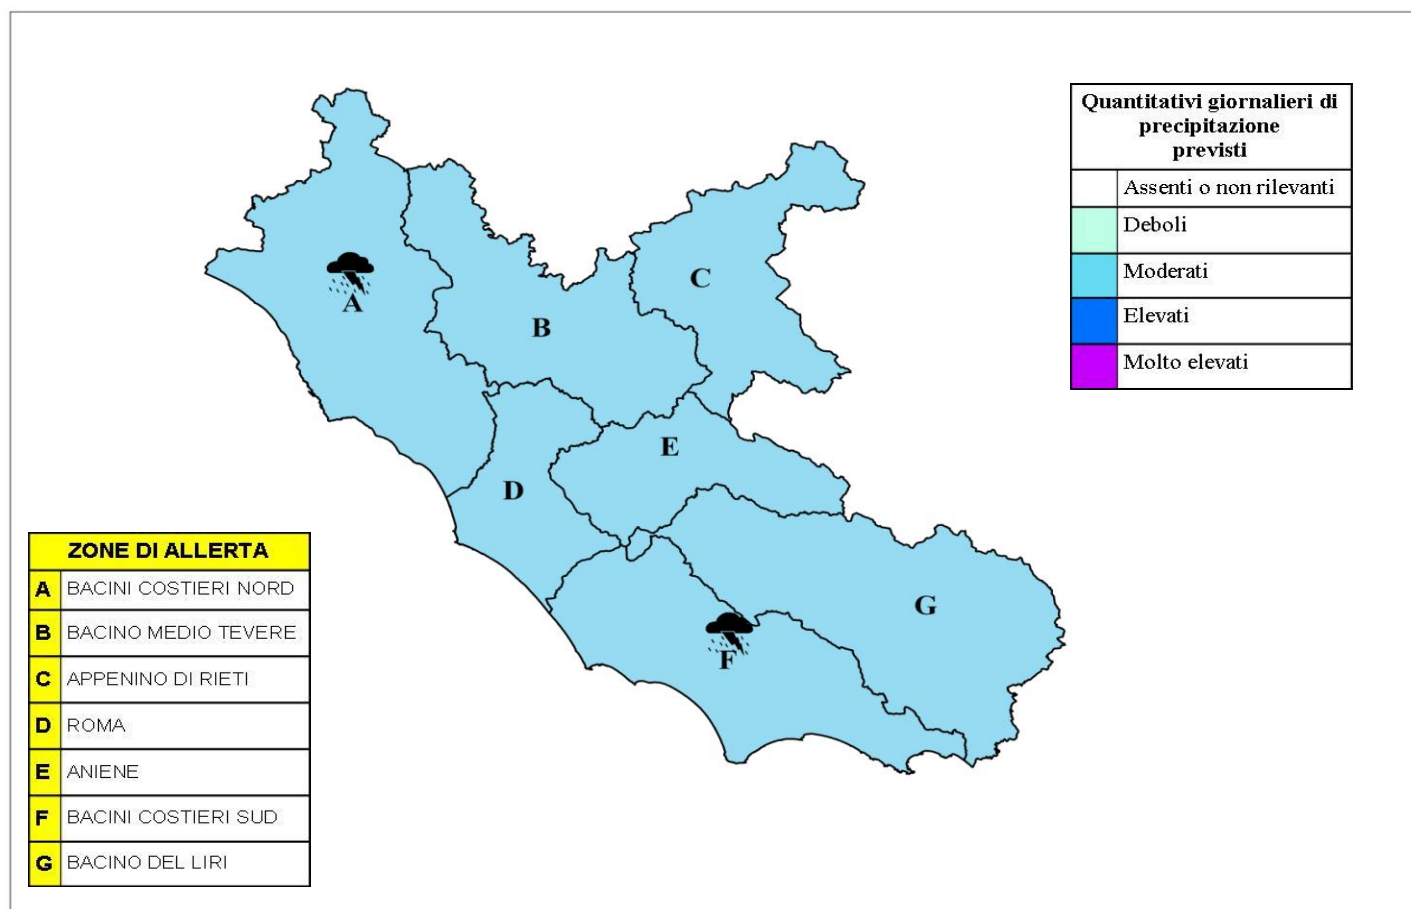 Quantitativi giornalieri di
precipitazione
previsti
Assenti o non rilevanti
Deboli
Moderati
Elevati
Molto elevati
A
B
C
D
E
F
G
ZONE DI ALLERTA
A BACINI COSTIERI NORD
B BACINO MEDIO TEVERE
C APPENINO DI RIETI
D ROMA
E ANIENE
F BACINI COSTIERI SUD
G BACINO DEL LIRI